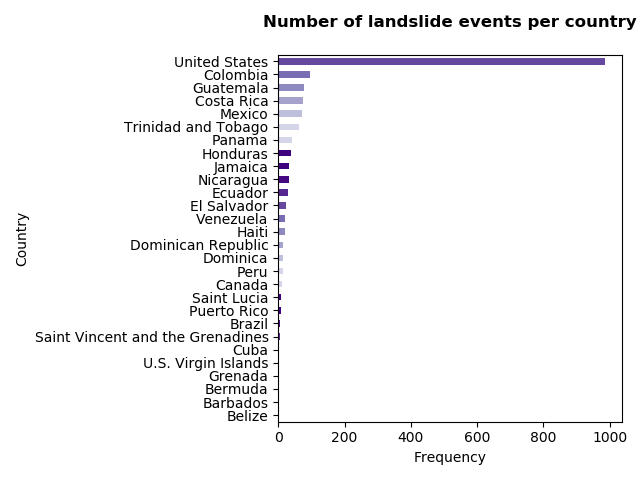 Number of landslide events per country
United States
Colombia
Guatemala
Costa Rica
Mexico
Trinidad and Tobago
Panama
Honduras
Jamaica
Nicaragua
Ecuador
El Salvador
Venezuela
Haiti
Dominican Republic
Dominica
Peru
Canada
Saint Lucia
Puerto Rico
Brazil
Saint Vincent and the Grenadines
Cuba
U.S. Virgin Islands
Grenada
Bermuda
Barbados
Belize
Country
0 200 400 600 800 1000
Frequency